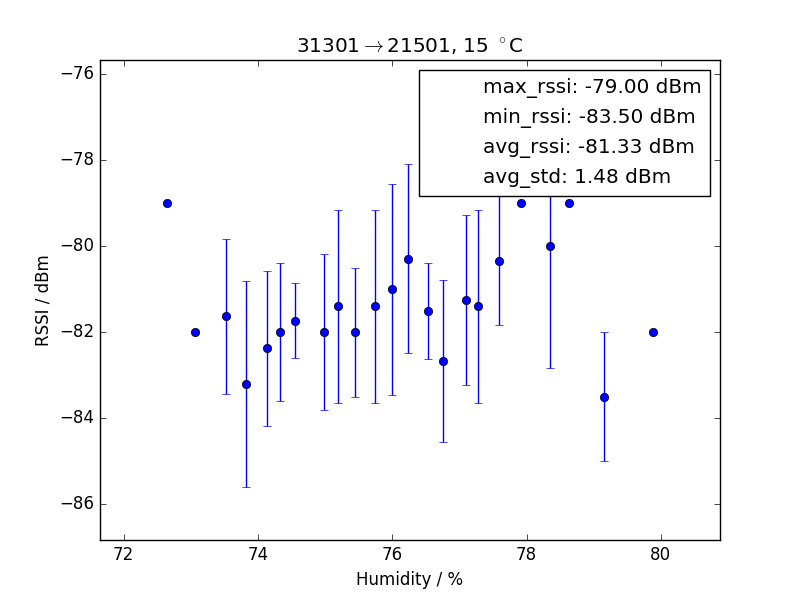 31301→21501, 15 °C
max_rssi: -79.00 dBm
min_rssi: -83.50 dBm
avg_rssi: -81.33 dBm
avg_std: 1.48 dBm
−76
−78
−80
−82
−84
−86
RSSI / dBm
72 74 76 78 80
Humidity / %